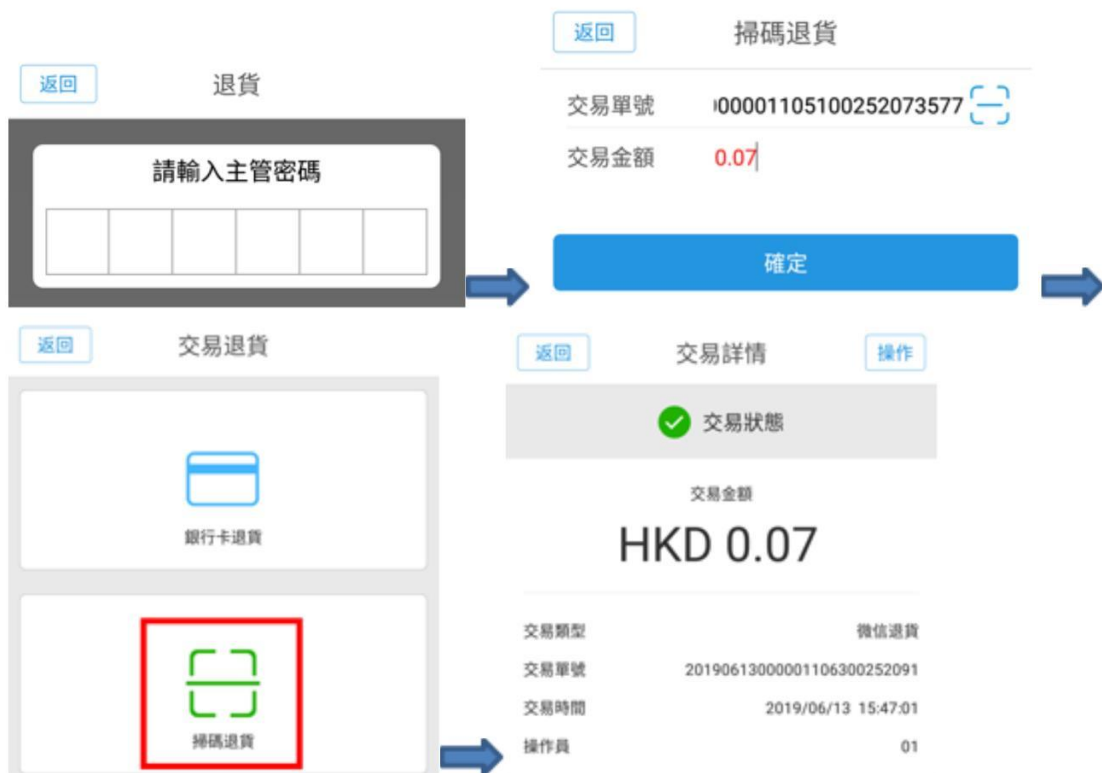 返回 退貨
請輸入主管密碼
返回 掃碼退貨
交易單號 00001105100252073577
交易金額 0.07
確定
返回 交易退貨
銀行卡退貨
掃碼退貨
返回 交易詳情 操作
交易狀態
交易金額
HKD 0.07
交易類型 微信退貨
交易單號 20190613000001106300252091
交易時間 2019/06/13 15:47:01
操作員 01